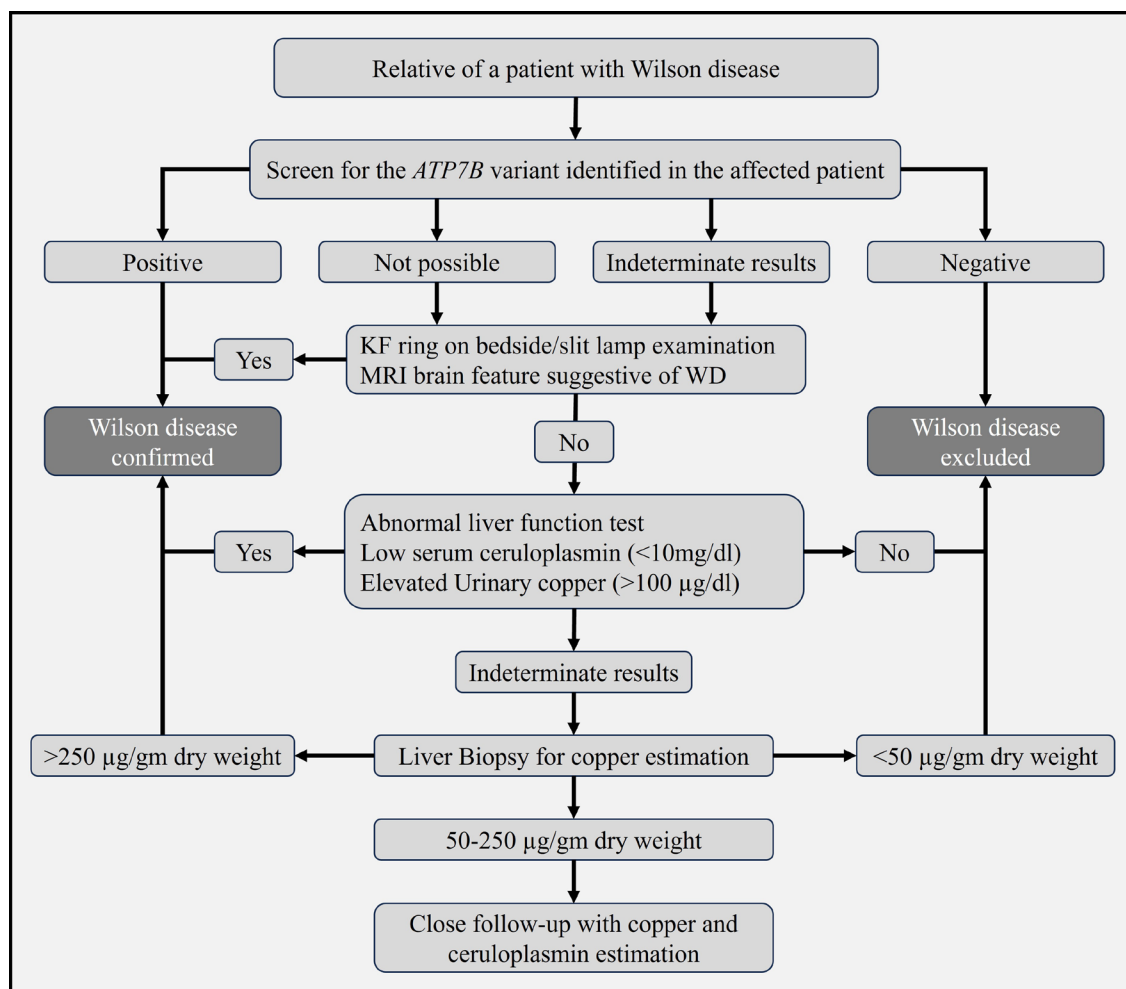 Relative of a patient with Wilson disease
Screen for the ATP7B variant identified in the affected patient
Positive
Not possible
Indeterminate results
Negative
Yes
KF ring on bedside/slit lamp examination
MRI brain feature suggestive of WD
Wilson disease
confirmed
No
Wilson disease
excluded
Yes
Abnormal liver function test
Low serum ceruloplasmin (<10mg/dl)
Elevated Urinary copper (>100 µg/dl)
No
Indeterminate results
>250 µg/gm dry weight
Liver Biopsy for copper estimation
<50 µg/gm dry weight
50-250 µg/gm dry weight
Close follow-up with copper and
ceruloplasmin estimation